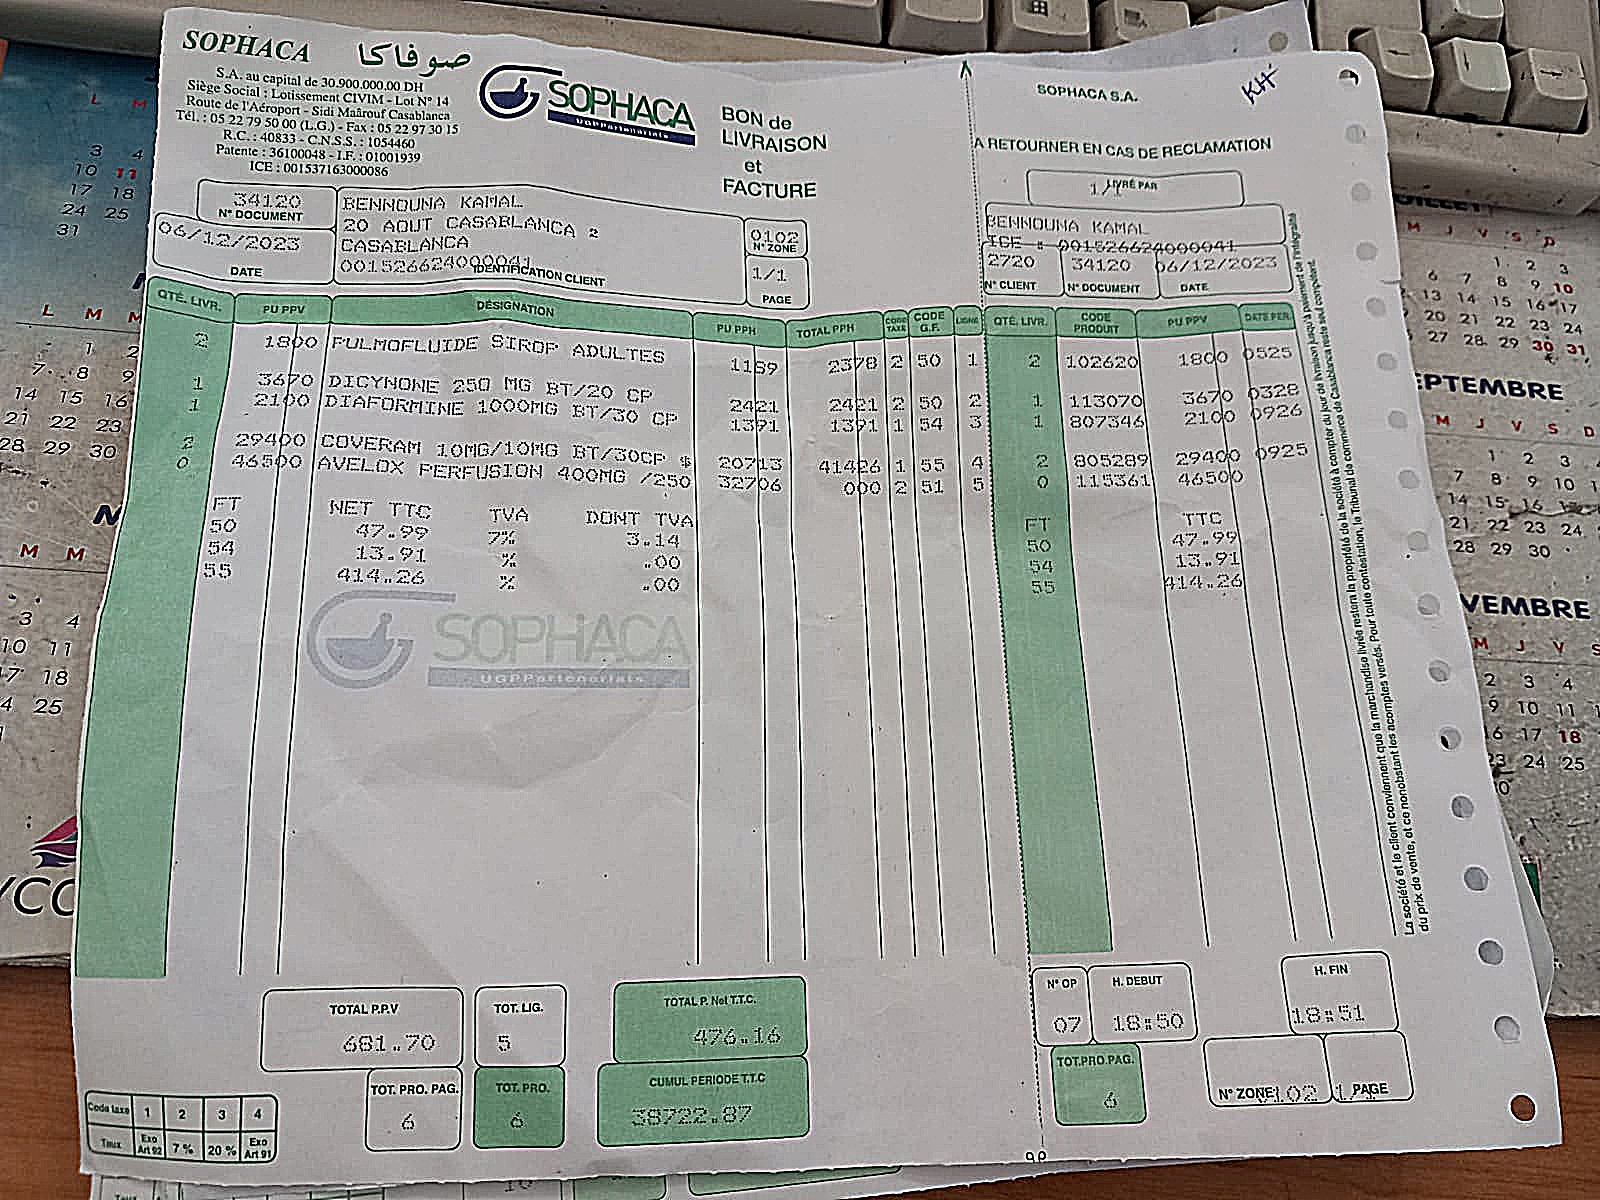 SOPHACA صوفاكا
S.A. au capital de 30.900.000.00 DH
Siège Social : Lotissement CIVIM - Lot N° 14
Route de l'Aéroport - Sidi Maârouf Casablanca
Tél. : 05 22 79 50 00 (L.G.) - Fax : 05 22 97 30 15
R.C. : 40833 - C.N.S.S. : 1054460
Patente : 36100048 - I.F. : 01001939
ICE : 001537163000086
SOPHACA
UGPPartenariats
BON de
LIVRAISON
et
FACTURE
34120
N° DOCUMENT
06/12/2023
DATE
BENNOUNA KAMAL
20 AOUT CASABLANCA 2
CASABLANCA
001526624000041
IDENTIFICATION CLIENT
0102
N° ZONE
1/1
PAGE
QTÉ. LIVR. PU PPV DÉSIGNATION PU PPH TOTAL PPH CODE TAXE CODE G.F. LIGNE
2 1800 PULMOFLUIDE SIROP ADULTES 1189 2378 2 50 1
1 3670 DICYNONE 250 MG BT/20 CP 2421 2421 2 50 2
1 2100 DIAFORMINE 1000MG BT/30 CP 1391 1391 1 54 3
2 29400 COVERAM 10MG/10MG BT/30CP $ 20713 41426 1 55 4
0 46500 AVELOX PERFUSION 400MG /250 32706 000 2 51 5
FT NET TTC TVA DONT TVA
50 47.99 7% 3.14
54 13.91 % .00
55 414.26 % .00
SOPHACA
UGPPartenariats
TOTAL P.P.V
681.70
TOT. LIG.
5
TOTAL P. Net T.T.C.
476.16
TOT. PRO. PAG.
6
TOT. PRO.
6
CUMUL PERIODE T.T.C
38722.87
Code taxe 1 2 3 4
Taux Exo Art 92 7 % 20 % Exo Art 91
SOPHACA S.A.
KH
A RETOURNER EN CAS DE RECLAMATION
1/1 LIVRÉ PAR
BENNOUNA KAMAL
ICE : 001526624000041
2720 34120 06/12/2023
N° CLIENT N° DOCUMENT DATE
QTÉ. LIVR. CODE PRODUIT PU PPV DATE PER.
2 102620 1800 0525
1 113070 3670 0328
1 807346 2100 0926
2 805289 29400 0925
0 115361 46500
FT TTC
50 47.99
54 13.91
55 414.26
La société et le client conviennent que la marchandise livrée restera la propriété de la société à compter du jour de livraison jusqu'à paiement de l'intégralité
du prix de vente, et ce nonobstant les acomptes versés. Pour toute contestation, le Tribunal de commerce de Casablanca restera seul compétent.
N° OP
07
H. DEBUT
18:50
H. FIN
18:51
TOT.PRO.PAG.
6
N° ZONE 0102
1/1 PAGE